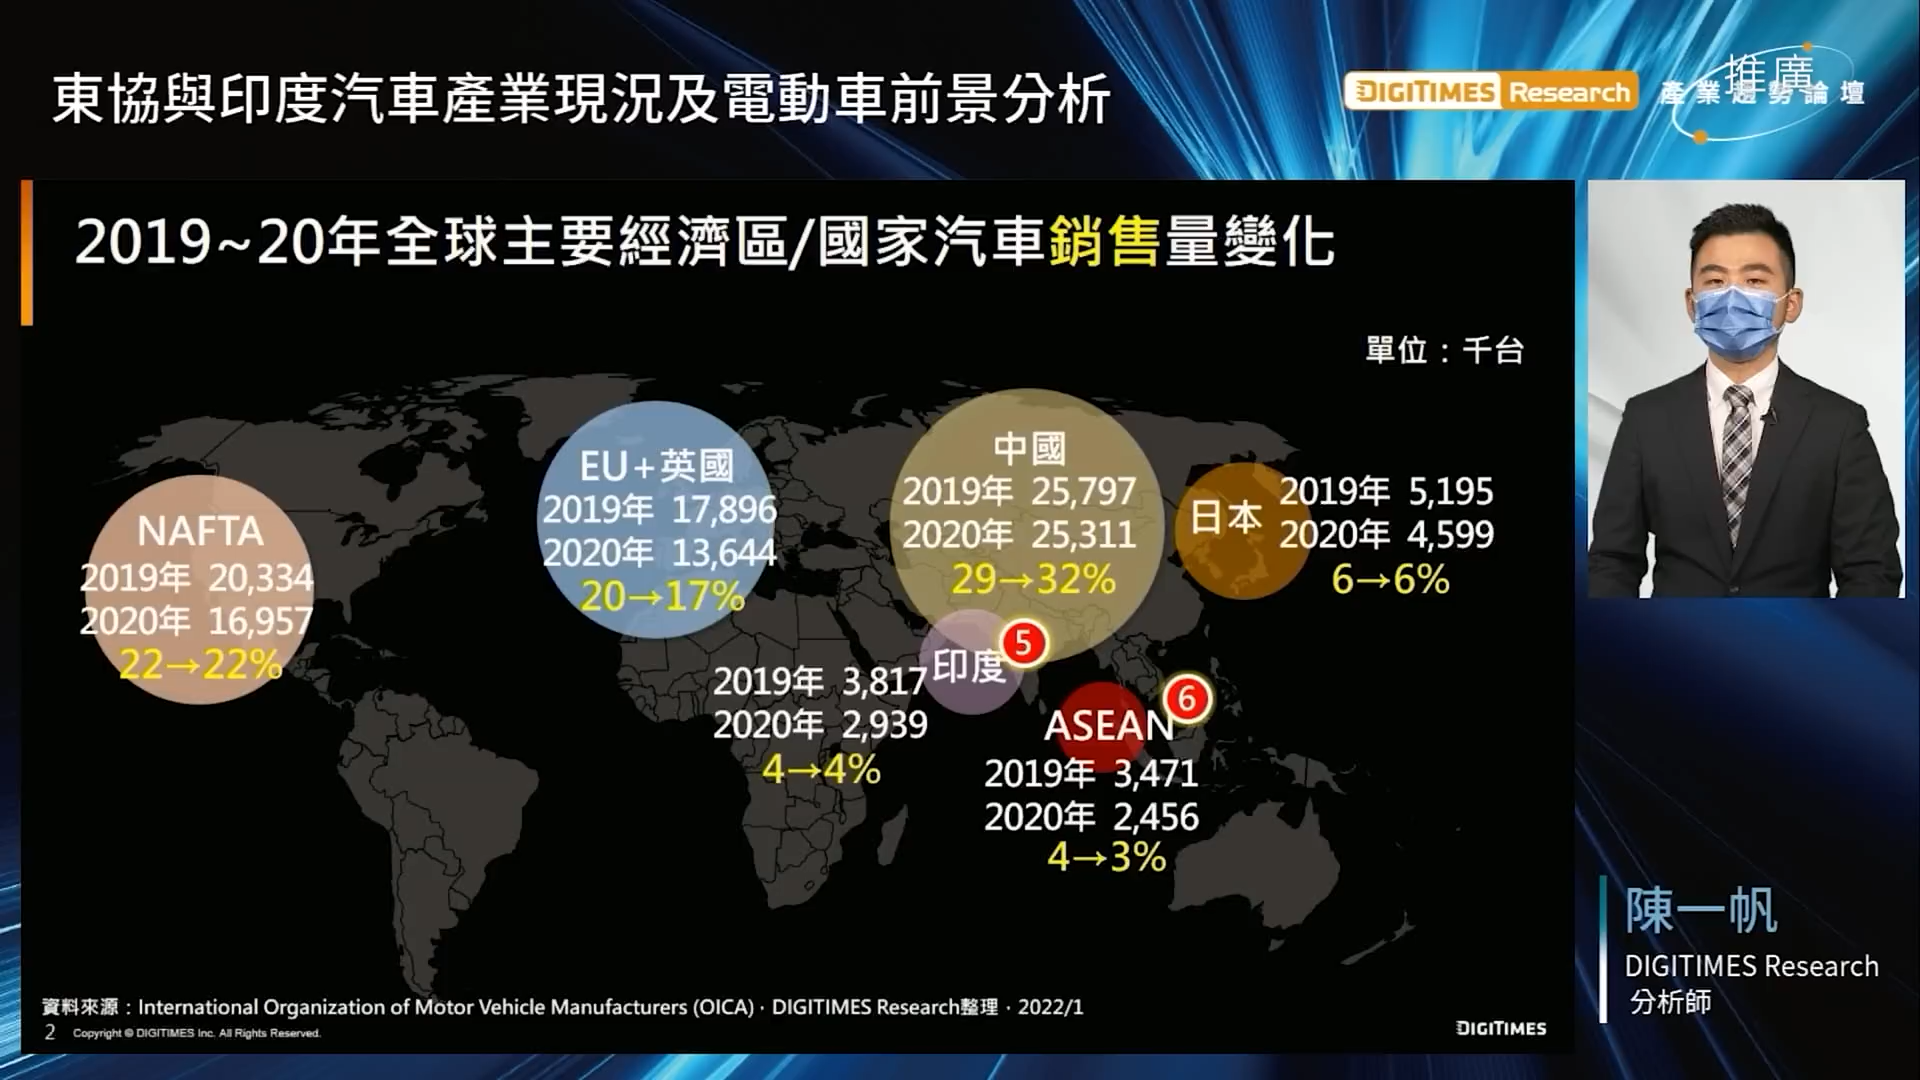 東協與印度汽車產業現況及電動車前景分析
DIGITIMES Research
產業趨勢論壇
推廣
2019~20年全球主要經濟區/國家汽車銷售量變化
單位：千台
NAFTA
2019年 20,334
2020年 16,957
22→22%
EU+英國
2019年 17,896
2020年 13,644
20→17%
中國
2019年 25,797
2020年 25,311
29→32%
日本
2019年 5,195
2020年 4,599
6→6%
印度
5
2019年 3,817
2020年 2,939
4→4%
ASEAN
6
2019年 3,471
2020年 2,456
4→3%
資料來源：International Organization of Motor Vehicle Manufacturers (OICA)，DIGITIMES Research整理，2022/1
2 Copyright © DIGITIMES Inc. All Rights Reserved.
DIGITIMES
陳一帆
DIGITIMES Research
分析師